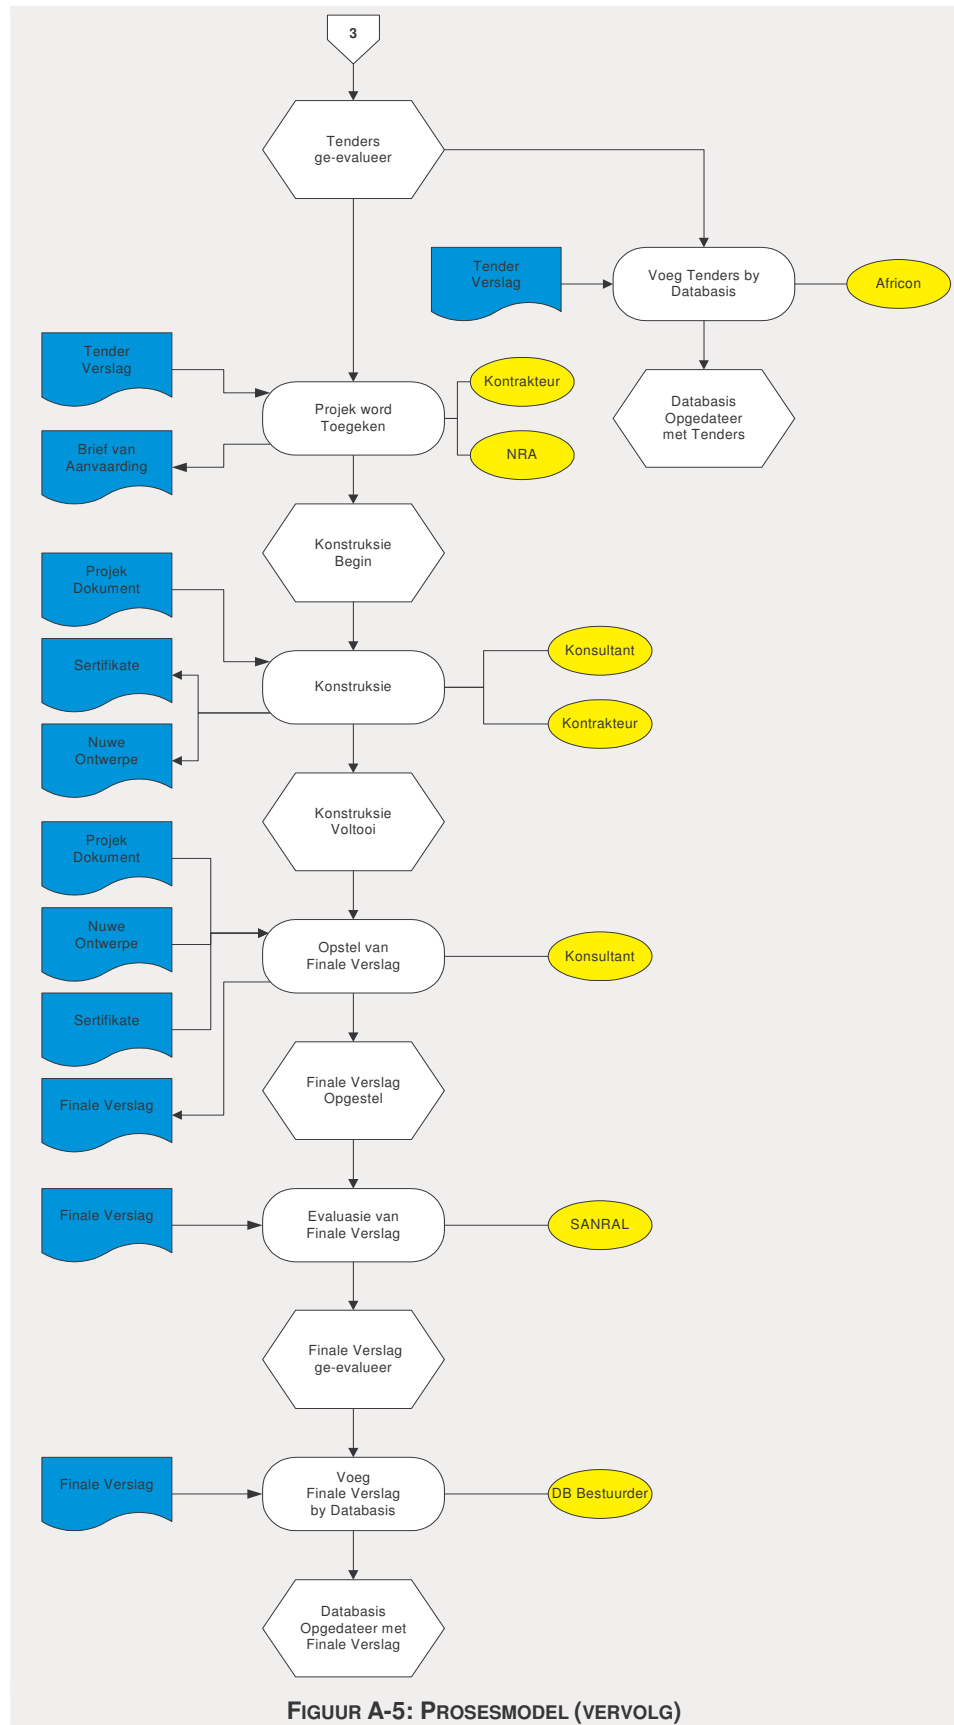 3
Tenders
ge-evalueer
Tender
Verslag
Voeg Tenders by
Databasis
Africon
Tender
Verslag
Kontrakteur
Projek word
Toegeken
Databasis
Opgedateer
met Tenders
Brief van
Aanvaarding
NRA
Konstruksie
Begin
Projek
Dokument
Sertifikate
Konsultant
Konstruksie
Kontrakteur
Nuwe
Ontwerpe
Konstruksie
Voltooi
Projek
Dokument
Nuwe
Ontwerpe
Opstel van
Finale Verslag
Konsultant
Sertifikate
Finale Verslag
Opgestel
Finale Verslag
Finale Verslag
Evaluasie van
Finale Verslag
SANRAL
Finale Verslag
ge-evalueer
Finale Verslag
Voeg
Finale Verslag
by Databasis
DB Bestuurder
Databasis
Opgedateer met
Finale Verslag
FIGUUR A-5: PROSESMODEL (VERVOLG)